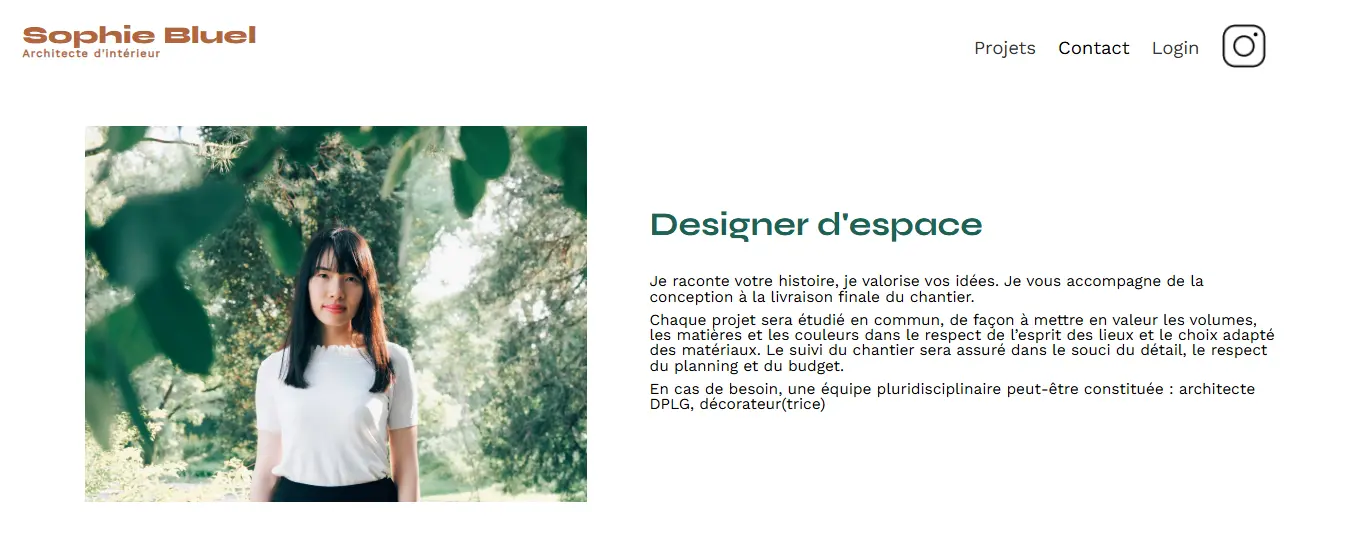 Sophie Bluel
Architecte d'intérieur
Projets
Contact
Login
Designer d'espace
Je raconte votre histoire, je valorise vos idées. Je vous accompagne de la
conception à la livraison finale du chantier.
Chaque projet sera étudié en commun, de façon à mettre en valeur les volumes,
les matières et les couleurs dans le respect de l’esprit des lieux et le choix adapté
des matériaux. Le suivi du chantier sera assuré dans le souci du détail, le respect
du planning et du budget.
En cas de besoin, une équipe pluridisciplinaire peut-être constituée : architecte
DPLG, décorateur(trice)